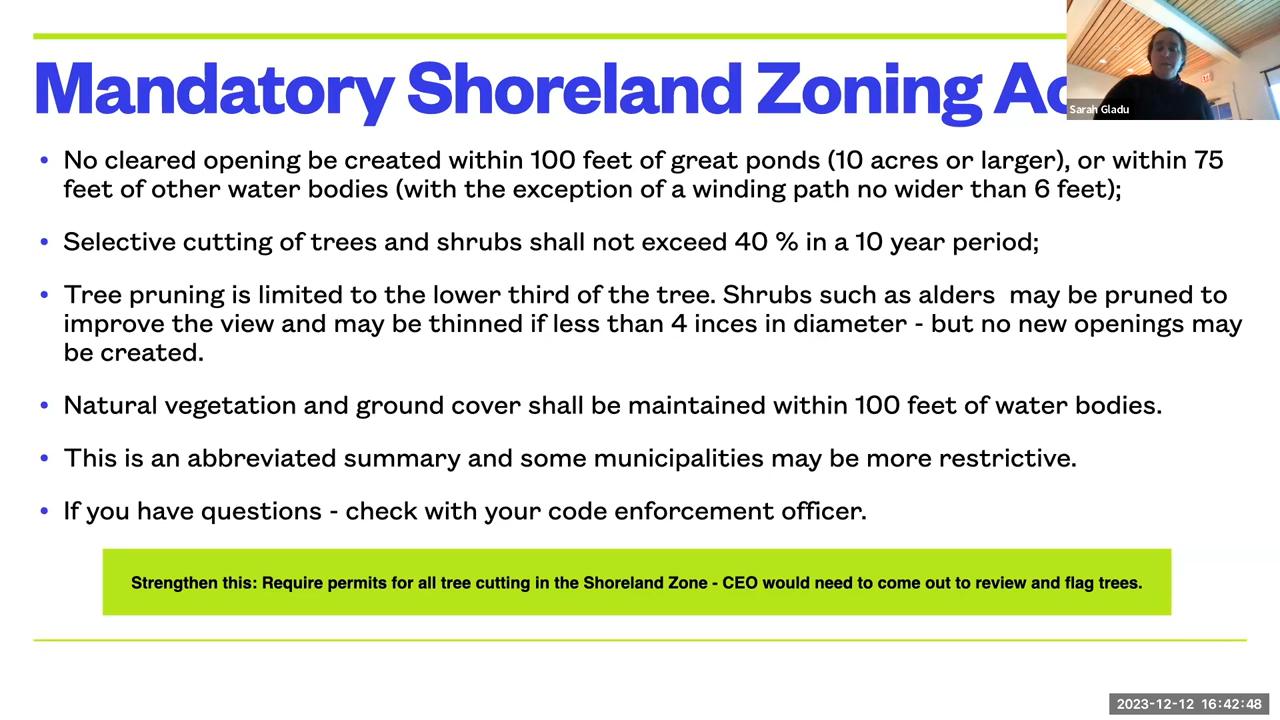 Mandatory Shoreland Zoning
Sarah Gladu
• No cleared opening be created within 100 feet of great ponds (10 acres or larger), or within 75
feet of other water bodies (with the exception of a winding path no wider than 6 feet);
• Selective cutting of trees and shrubs shall not exceed 40 % in a 10 year period;
• Tree pruning is limited to the lower third of the tree. Shrubs such as alders  may be pruned to
improve the view and may be thinned if less than 4 inces in diameter - but no new openings may
be created.
• Natural vegetation and ground cover shall be maintained within 100 feet of water bodies.
• This is an abbreviated summary and some municipalities may be more restrictive.
• If you have questions - check with your code enforcement officer.
Strengthen this: Require permits for all tree cutting in the Shoreland Zone - CEO would need to come out to review and flag trees.
2023-12-12 16:42:48